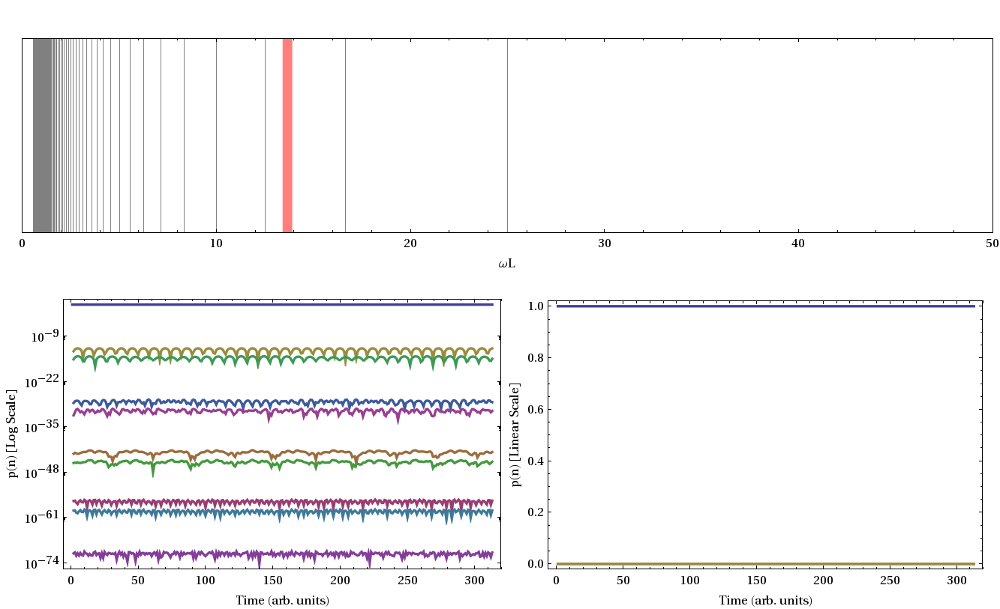 0 10 20 30 40 50
ωL
p(n) [Log Scale]
10⁻⁹
10⁻²²
10⁻³⁵
10⁻⁴⁸
10⁻⁶¹
10⁻⁷⁴
0 50 100 150 200 250 300
Time (arb. units)
p(n) [Linear Scale]
1.0
0.8
0.6
0.4
0.2
0.0
0 50 100 150 200 250 300
Time (arb. units)